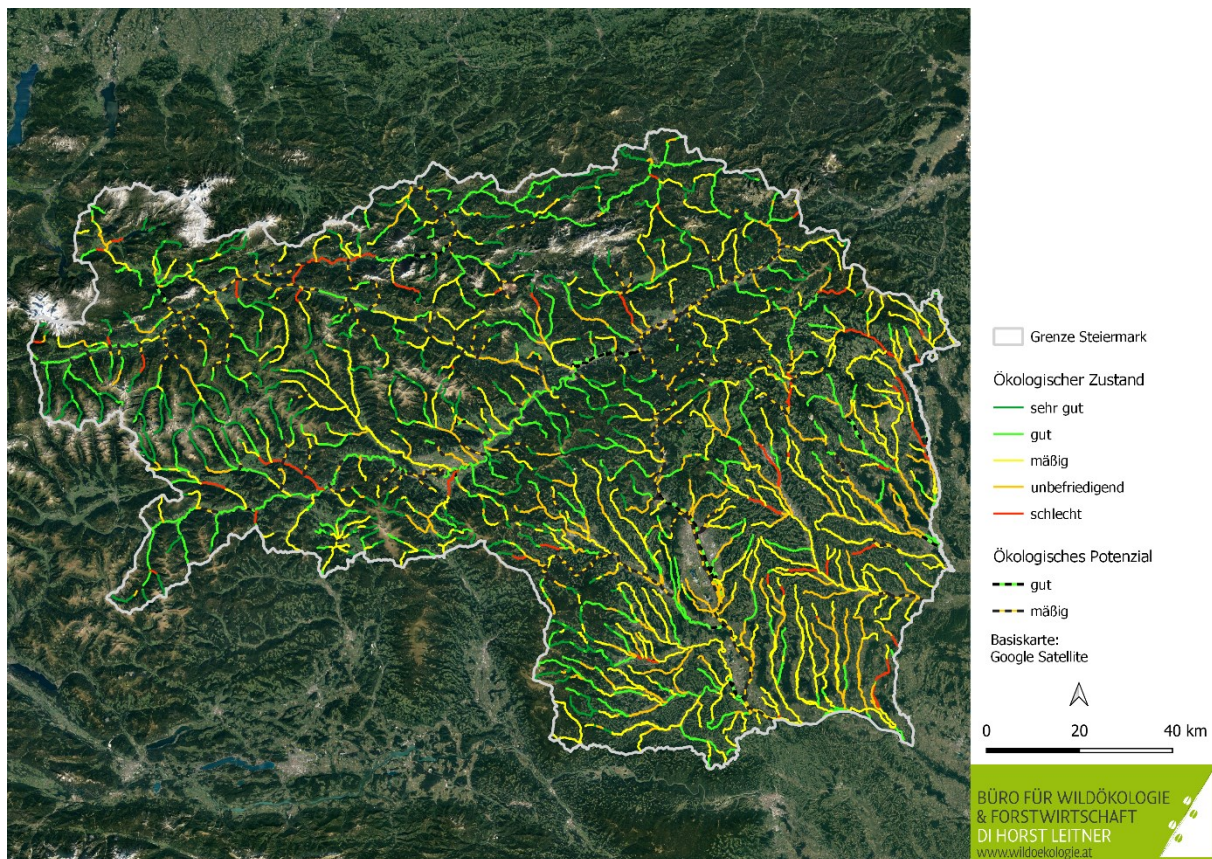 Grenze Steiermark
Ökologischer Zustand
sehr gut
gut
mäßig
unbefriedigend
schlecht
Ökologisches Potenzial
gut
mäßig
Basiskarte:
Google Satellite
0 20 40 km
BÜRO FÜR WILDÖKOLOGIE
& FORSTWIRTSCHAFT
DI HORST LEITNER
www.wildoekologie.at